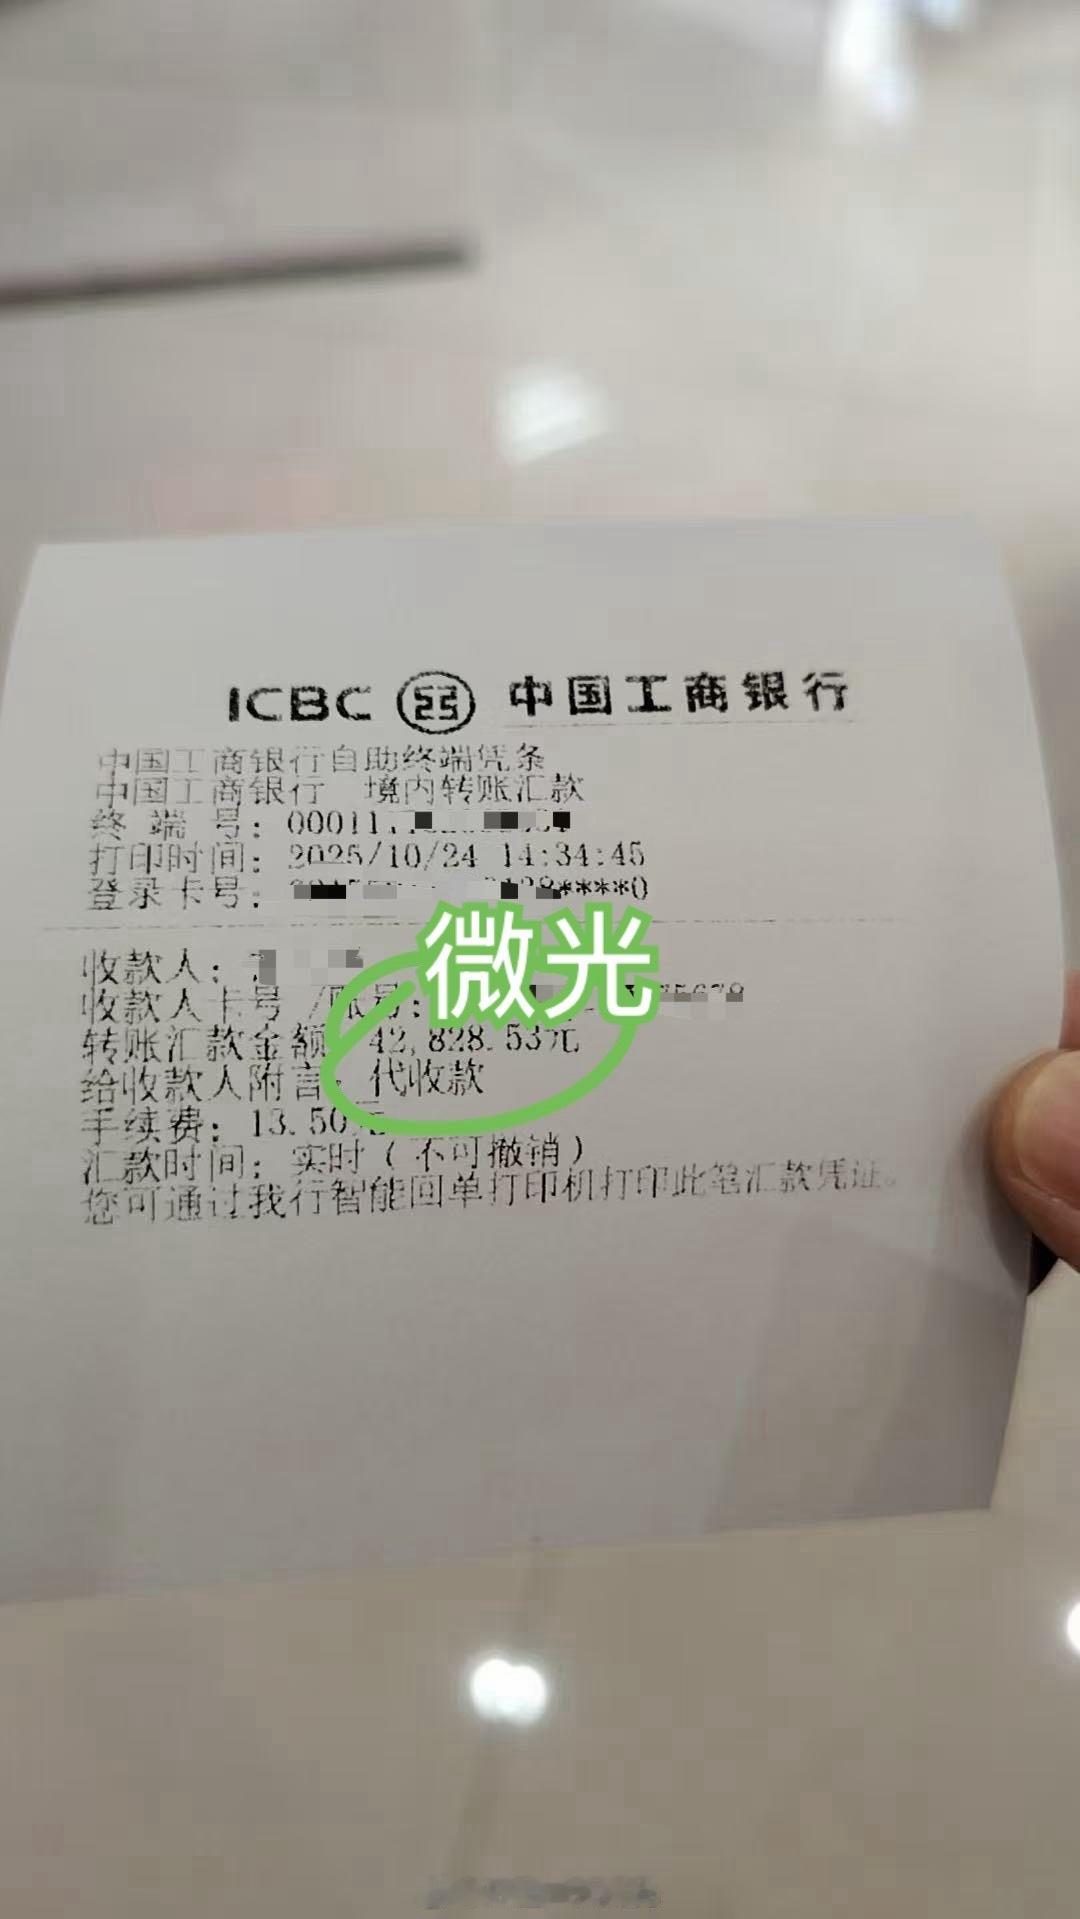 ICBC 中国工商银行
中国工商银行自助终端凭条
中国工商银行 境内转账汇款
终端号：
打印时间：2025/10/24 14:34:45
登录卡号：****0
微光
收款人：
收款人卡号/账号：
转账汇款金额 42,828.53元
给收款人附言：代收款
手续费：13.50元
汇款时间：实时（不可撤销）
您可通过我行智能回单打印机打印此笔汇款凭证。